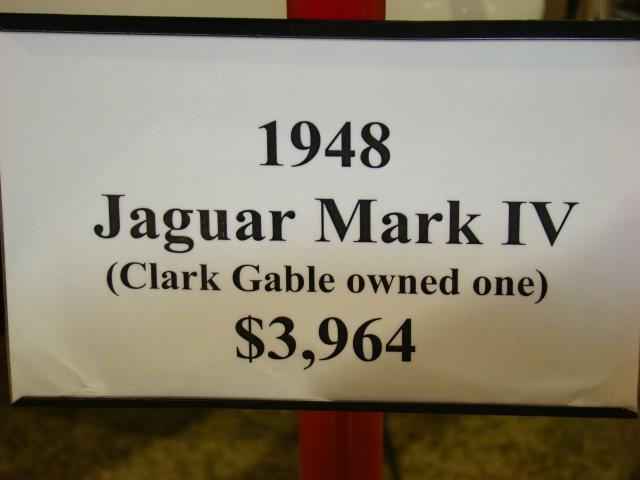 1948
Jaguar Mark IV
(Clark Gable owned one)
$3,964